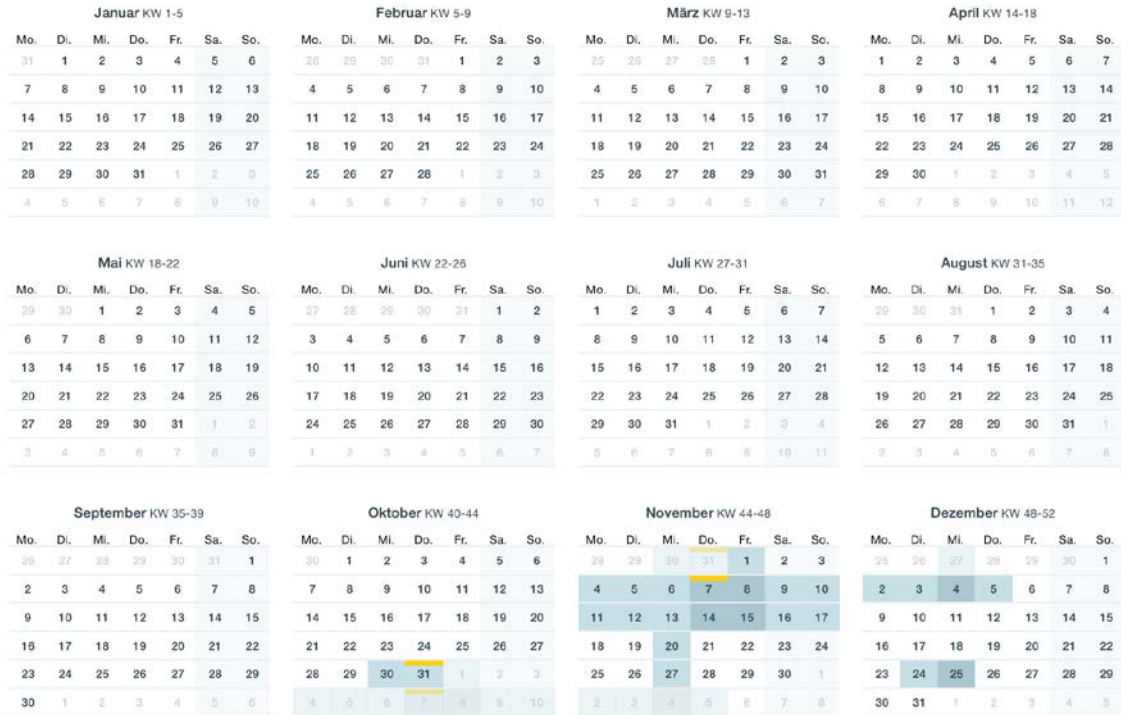 Januar KW 1-5
Mo. Di. Mi. Do. Fr. Sa. So.
31 1 2 3 4 5 6
7 8 9 10 11 12 13
14 15 16 17 18 19 20
21 22 23 24 25 26 27
28 29 30 31 1 2 3
4 5 6 7 8 9 10
Februar KW 5-9
Mo. Di. Mi. Do. Fr. Sa. So.
28 29 30 31 1 2 3
4 5 6 7 8 9 10
11 12 13 14 15 16 17
18 19 20 21 22 23 24
25 26 27 28 1 2 3
4 5 6 7 8 9 10
März KW 9-13
Mo. Di. Mi. Do. Fr. Sa. So.
25 26 27 28 1 2 3
4 5 6 7 8 9 10
11 12 13 14 15 16 17
18 19 20 21 22 23 24
25 26 27 28 29 30 31
1 2 3 4 5 6 7
April KW 14-18
Mo. Di. Mi. Do. Fr. Sa. So.
1 2 3 4 5 6 7
8 9 10 11 12 13 14
15 16 17 18 19 20 21
22 23 24 25 26 27 28
29 30 1 2 3 4 5
6 7 8 9 10 11 12
Mai KW 18-22
Mo. Di. Mi. Do. Fr. Sa. So.
29 30 1 2 3 4 5
6 7 8 9 10 11 12
13 14 15 16 17 18 19
20 21 22 23 24 25 26
27 28 29 30 31 1 2
3 4 5 6 7 8 9
Juni KW 22-26
Mo. Di. Mi. Do. Fr. Sa. So.
27 28 29 30 31 1 2
3 4 5 6 7 8 9
10 11 12 13 14 15 16
17 18 19 20 21 22 23
24 25 26 27 28 29 30
1 2 3 4 5 6 7
Juli KW 27-31
Mo. Di. Mi. Do. Fr. Sa. So.
1 2 3 4 5 6 7
8 9 10 11 12 13 14
15 16 17 18 19 20 21
22 23 24 25 26 27 28
29 30 31 1 2 3 4
5 6 7 8 9 10 11
August KW 31-35
Mo. Di. Mi. Do. Fr. Sa. So.
29 30 31 1 2 3 4
5 6 7 8 9 10 11
12 13 14 15 16 17 18
19 20 21 22 23 24 25
26 27 28 29 30 31 1
2 3 4 5 6 7 8
September KW 35-39
Mo. Di. Mi. Do. Fr. Sa. So.
26 27 28 29 30 31 1
2 3 4 5 6 7 8
9 10 11 12 13 14 15
16 17 18 19 20 21 22
23 24 25 26 27 28 29
30 1 2 3 4 5 6
Oktober KW 40-44
Mo. Di. Mi. Do. Fr. Sa. So.
30 1 2 3 4 5 6
7 8 9 10 11 12 13
14 15 16 17 18 19 20
21 22 23 24 25 26 27
28 29 30 31 1 2 3
4 5 6 7 8 9 10
November KW 44-48
Mo. Di. Mi. Do. Fr. Sa. So.
28 29 30 31 1 2 3
4 5 6 7 8 9 10
11 12 13 14 15 16 17
18 19 20 21 22 23 24
25 26 27 28 29 30 1
2 3 4 5 6 7 8
Dezember KW 48-52
Mo. Di. Mi. Do. Fr. Sa. So.
25 26 27 28 29 30 1
2 3 4 5 6 7 8
9 10 11 12 13 14 15
16 17 18 19 20 21 22
23 24 25 26 27 28 29
30 31 1 2 3 4 5